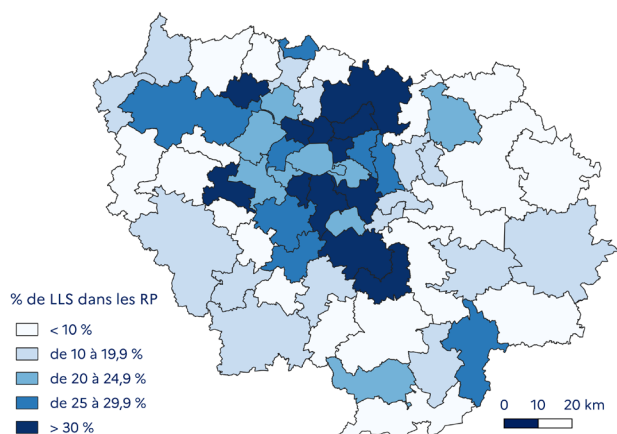 % de LLS dans les RP
< 10 %
de 10 à 19,9 %
de 20 à 24,9 %
de 25 à 29,9 %
> 30 %
0 10 20 km